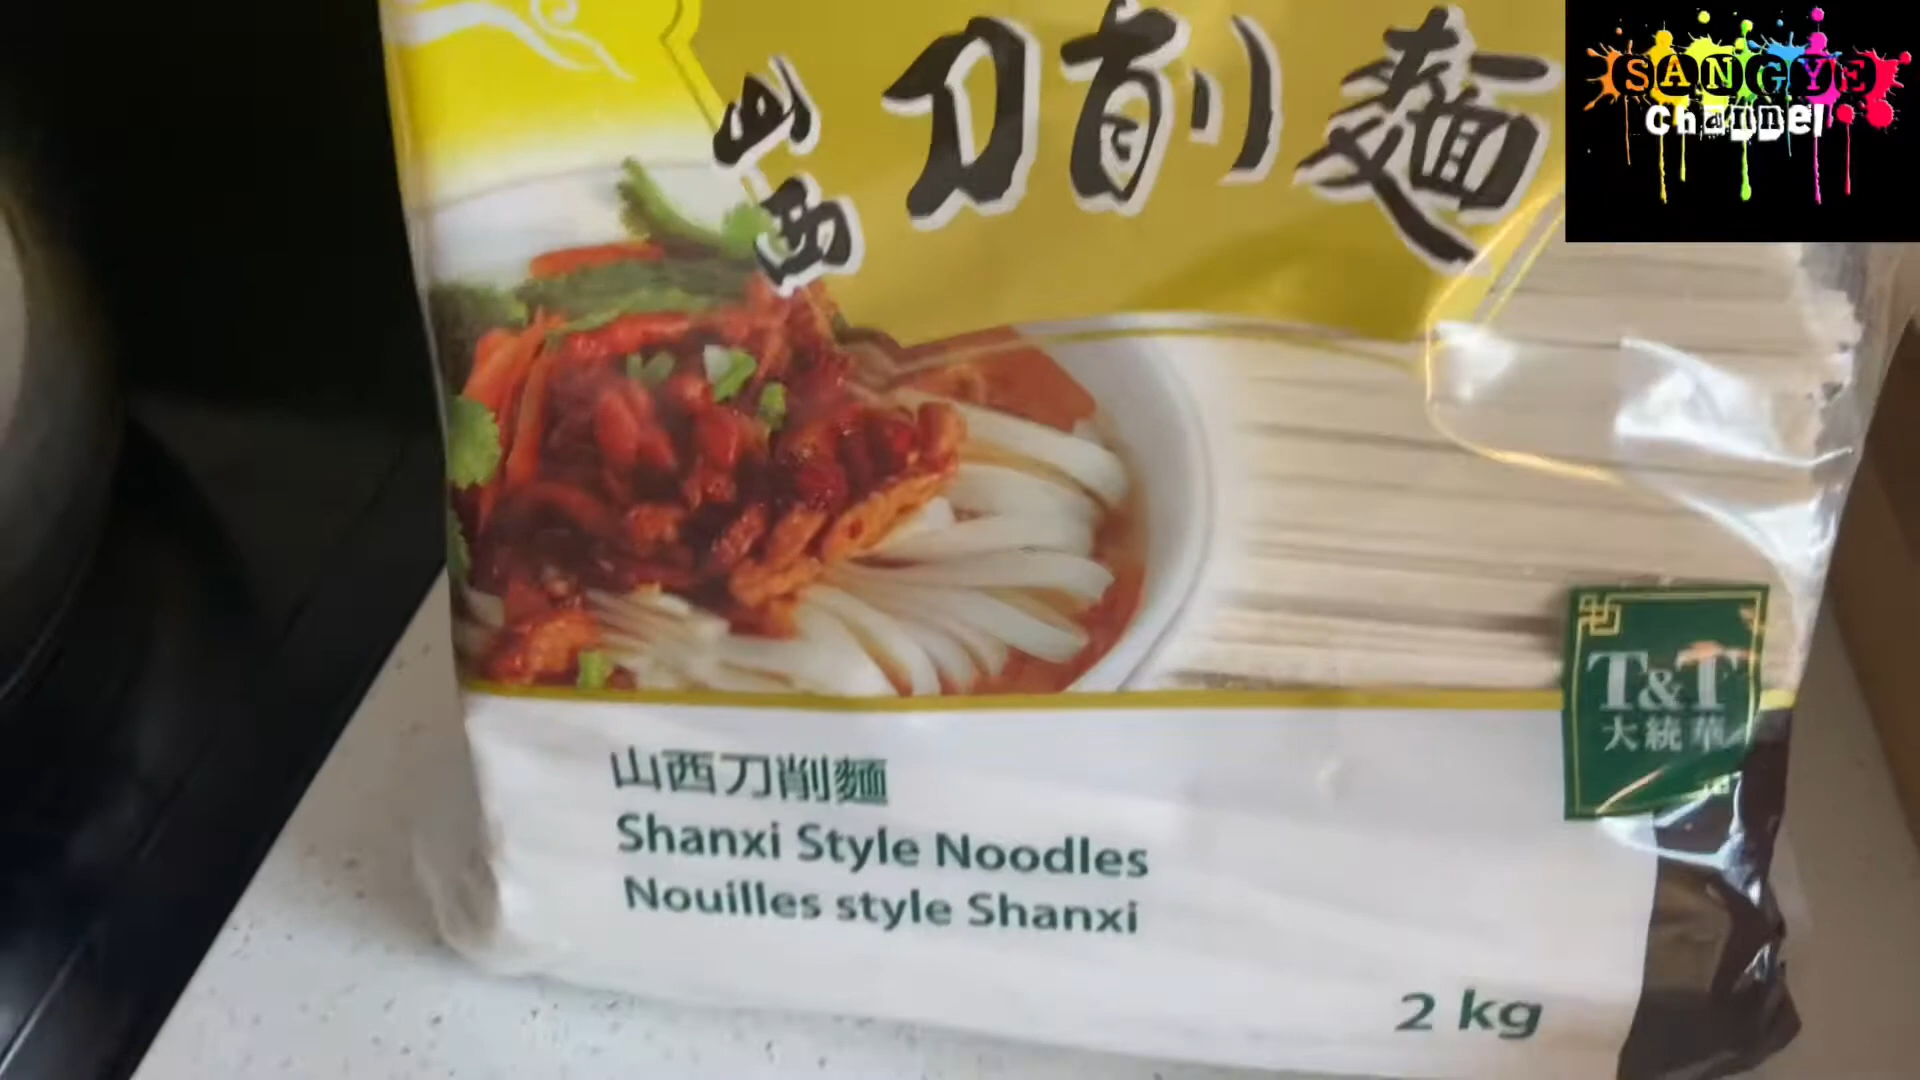 山西
刀削麵
SANGYE
Channel
T&T
大統華
山西刀削麵
Shanxi Style Noodles
Nouilles style Shanxi
2 kg